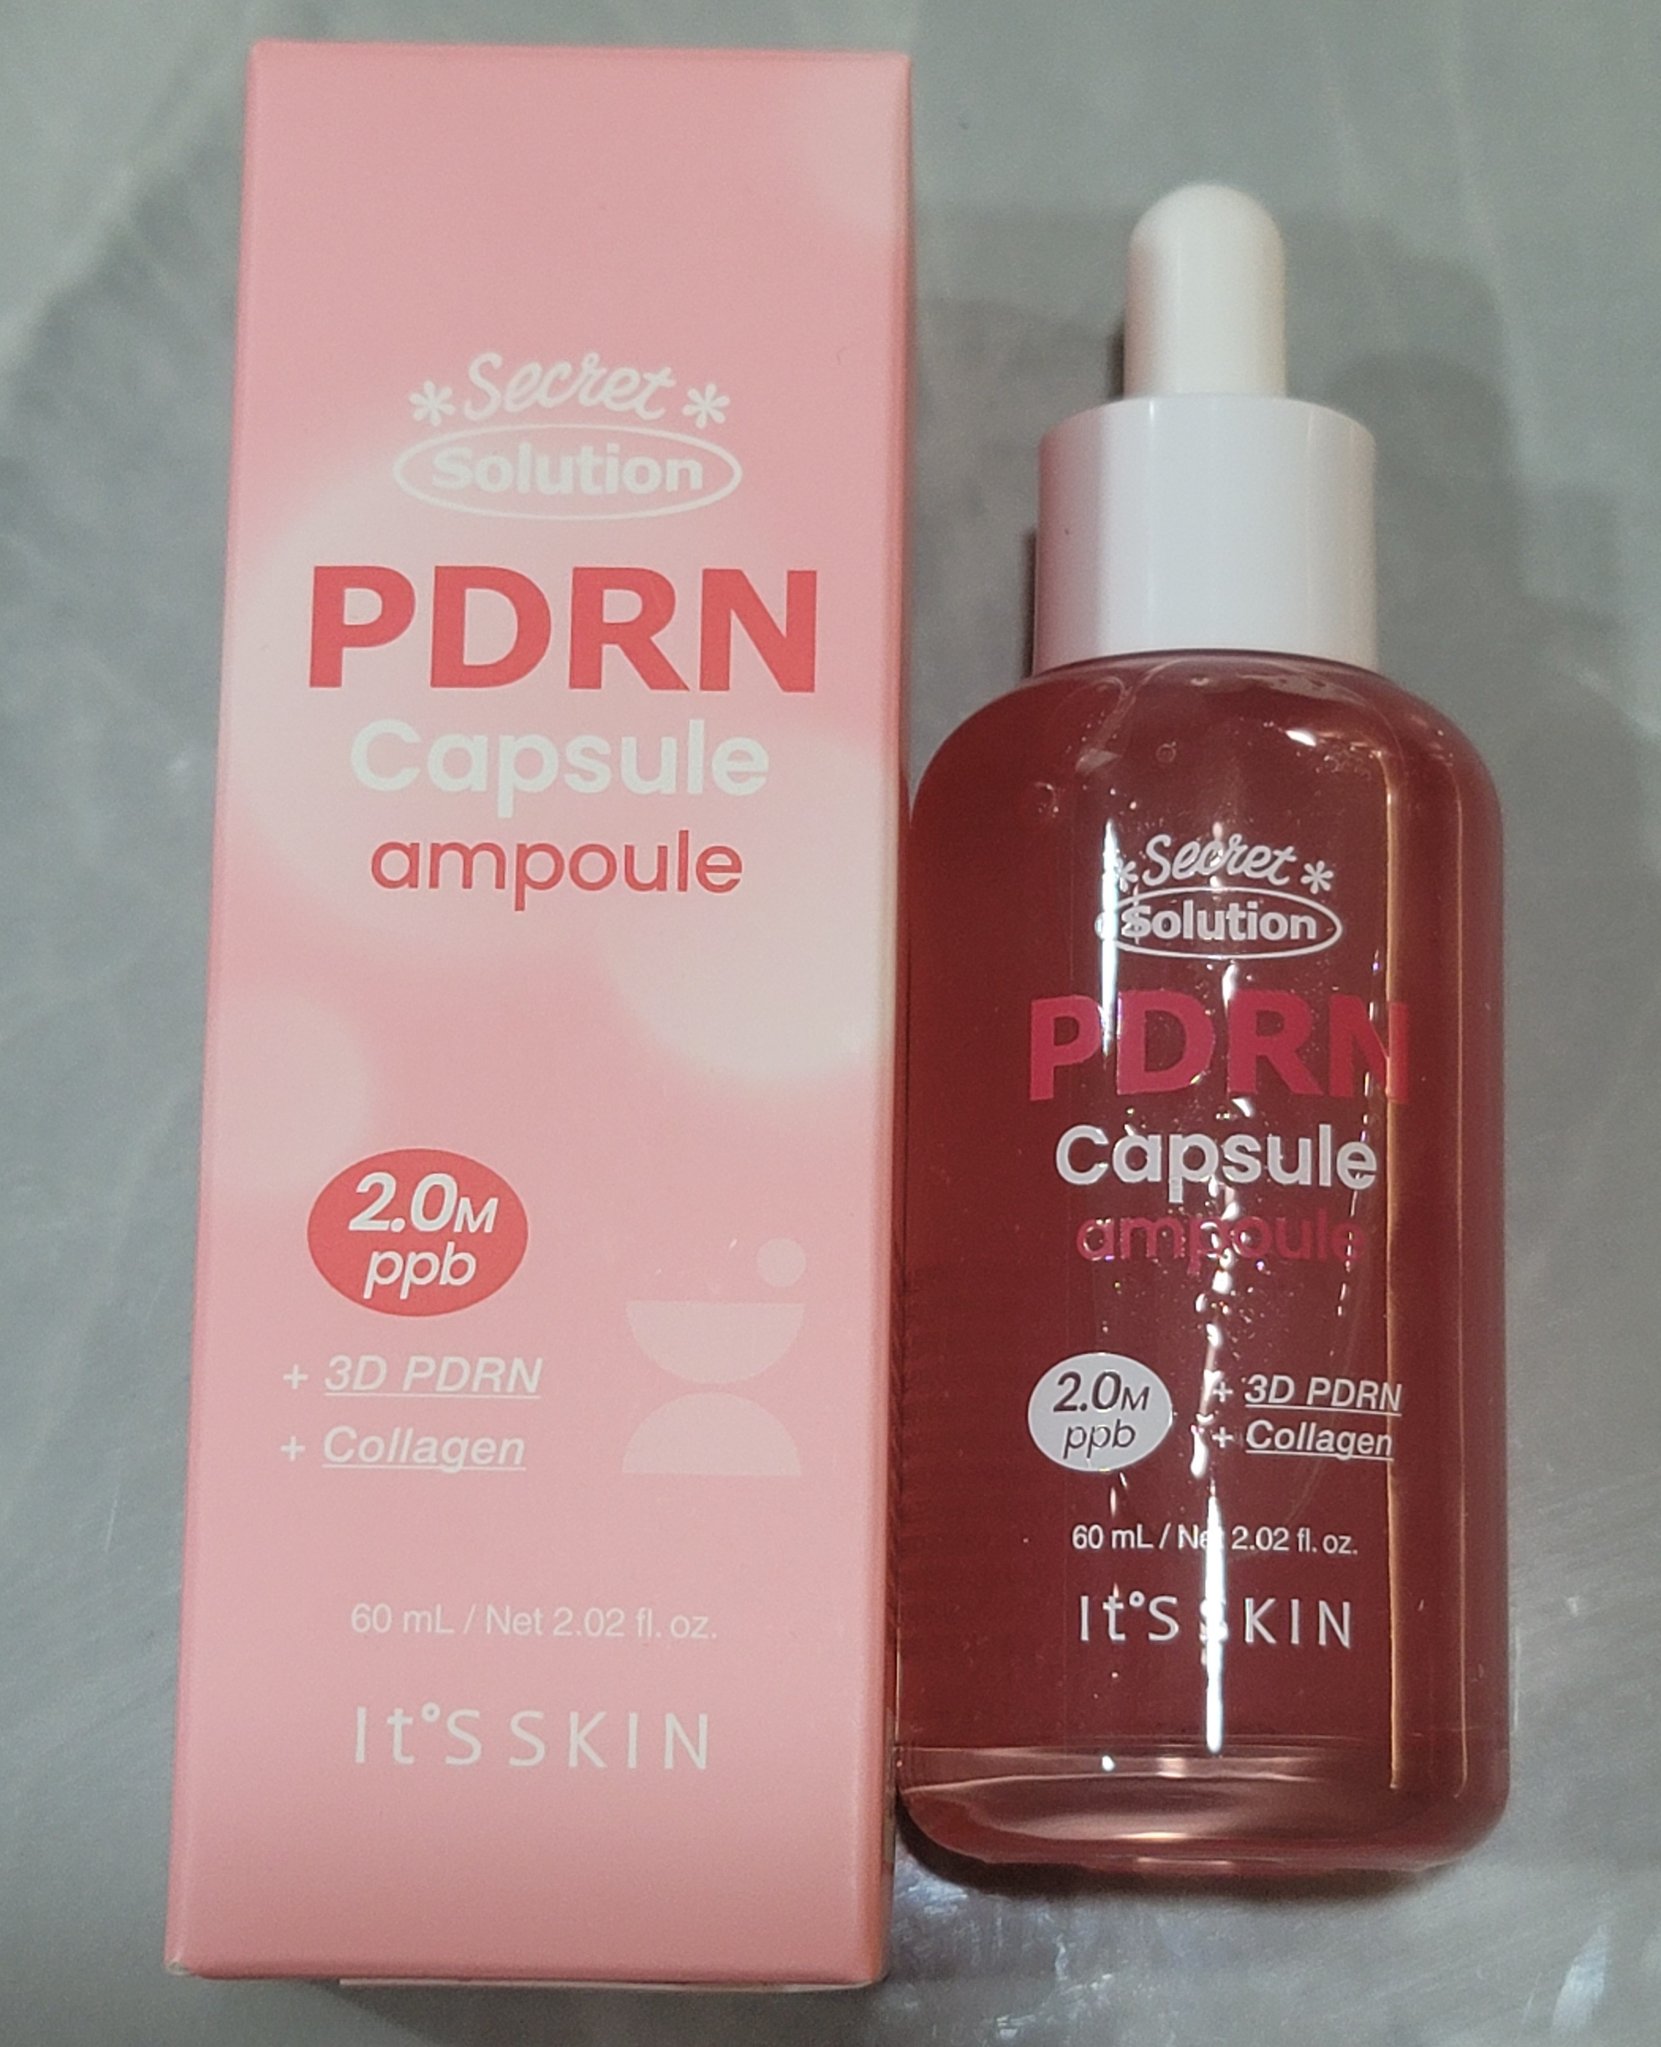 Secret
Solution
PDRN
Capsule
ampoule
2.0M
ppb
+ 3D PDRN
+ Collagen
60 mL / Net 2.02 fl. oz.
It°S SKIN
Secret
Solution
PDRN
Capsule
ampoule
2.0M
ppb
+ 3D PDRN
+ Collagen
60 mL / Net 2.02 fl. oz.
It°S SKIN